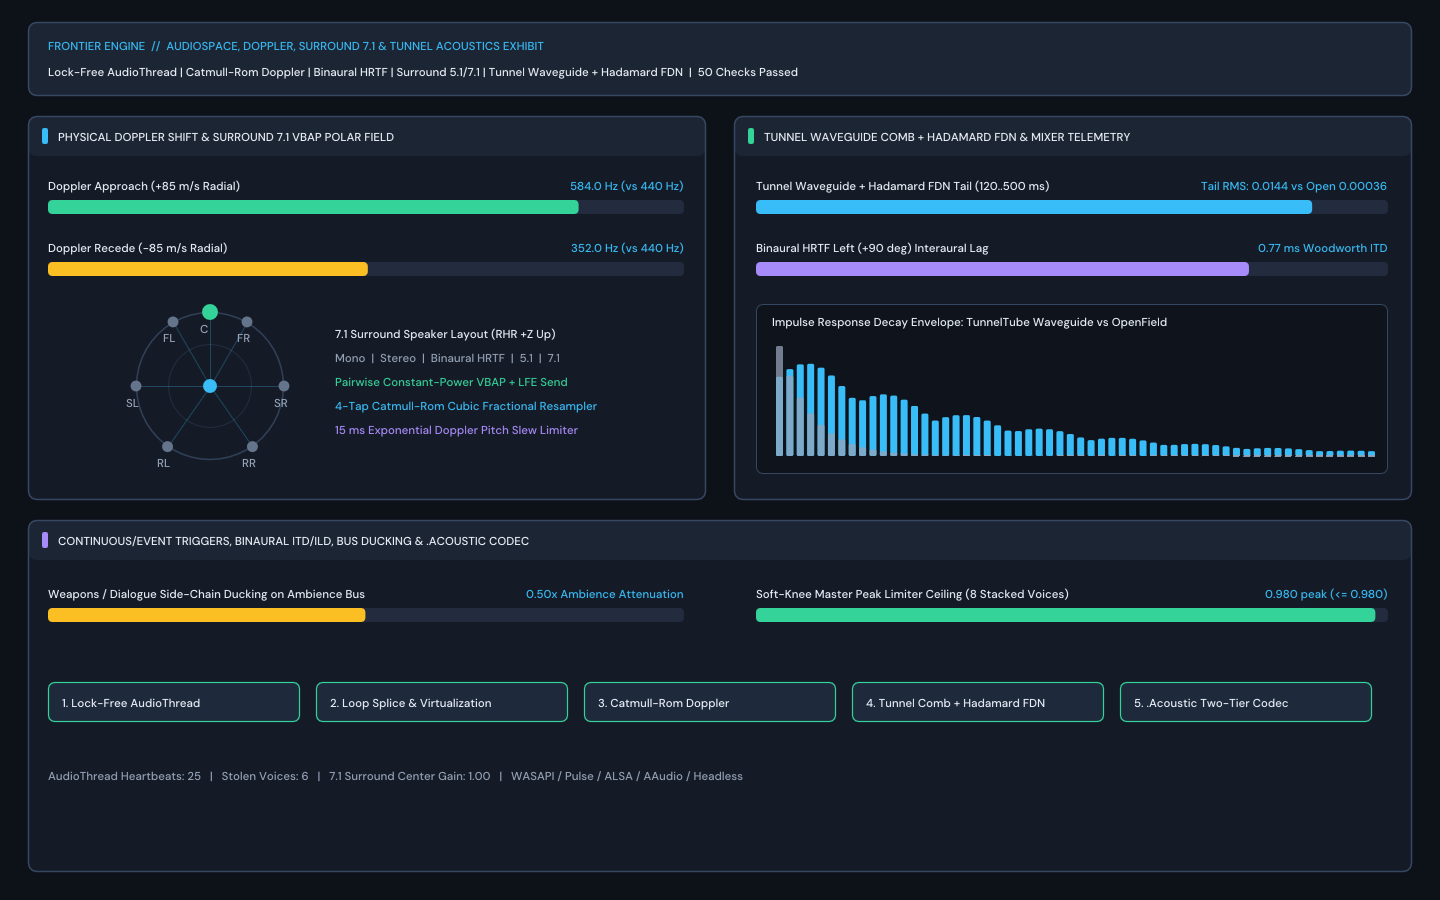 FRONTIER ENGINE // AUDIOSPACE, DOPPLER, SURROUND 7.1 & TUNNEL ACOUSTICS EXHIBIT
Lock-Free AudioThread | Catmull-Rom Doppler | Binaural HRTF | Surround 5.1/7.1 | Tunnel Waveguide + Hadamard FDN | 50 Checks Passed
PHYSICAL DOPPLER SHIFT & SURROUND 7.1 VBAP POLAR FIELD
Doppler Approach (+85 m/s Radial) 584.0 Hz (vs 440 Hz)
Doppler Recede (-85 m/s Radial) 352.0 Hz (vs 440 Hz)
C
FL FR
SL SR
RL RR
7.1 Surround Speaker Layout (RHR +Z Up)
Mono | Stereo | Binaural HRTF | 5.1 | 7.1
Pairwise Constant-Power VBAP + LFE Send
4-Tap Catmull-Rom Cubic Fractional Resampler
15 ms Exponential Doppler Pitch Slew Limiter
TUNNEL WAVEGUIDE COMB + HADAMARD FDN & MIXER TELEMETRY
Tunnel Waveguide + Hadamard FDN Tail (120..500 ms) Tail RMS: 0.0144 vs Open 0.00036
Binaural HRTF Left (+90 deg) Interaural Lag 0.77 ms Woodworth ITD
Impulse Response Decay Envelope: TunnelTube Waveguide vs OpenField
CONTINUOUS/EVENT TRIGGERS, BINAURAL ITD/ILD, BUS DUCKING & .ACOUSTIC CODEC
Weapons / Dialogue Side-Chain Ducking on Ambience Bus 0.50x Ambience Attenuation
Soft-Knee Master Peak Limiter Ceiling (8 Stacked Voices) 0.980 peak (<= 0.980)
1. Lock-Free AudioThread
2. Loop Splice & Virtualization
3. Catmull-Rom Doppler
4. Tunnel Comb + Hadamard FDN
5. .Acoustic Two-Tier Codec
AudioThread Heartbeats: 25 | Stolen Voices: 6 | 7.1 Surround Center Gain: 1.00 | WASAPI / Pulse / ALSA / AAudio / Headless